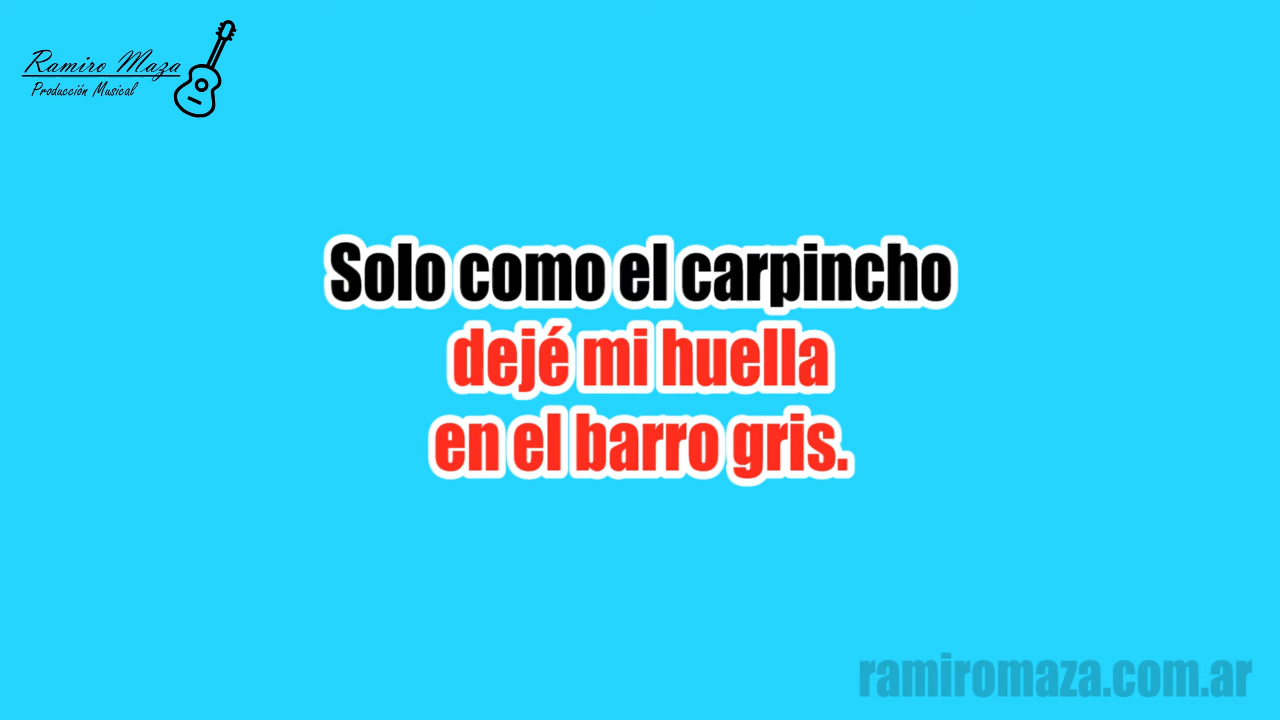 Ramiro Maza
Producción Musical
Solo como el carpincho
dejé mi huella
en el barro gris.
ramiromaza.com.ar